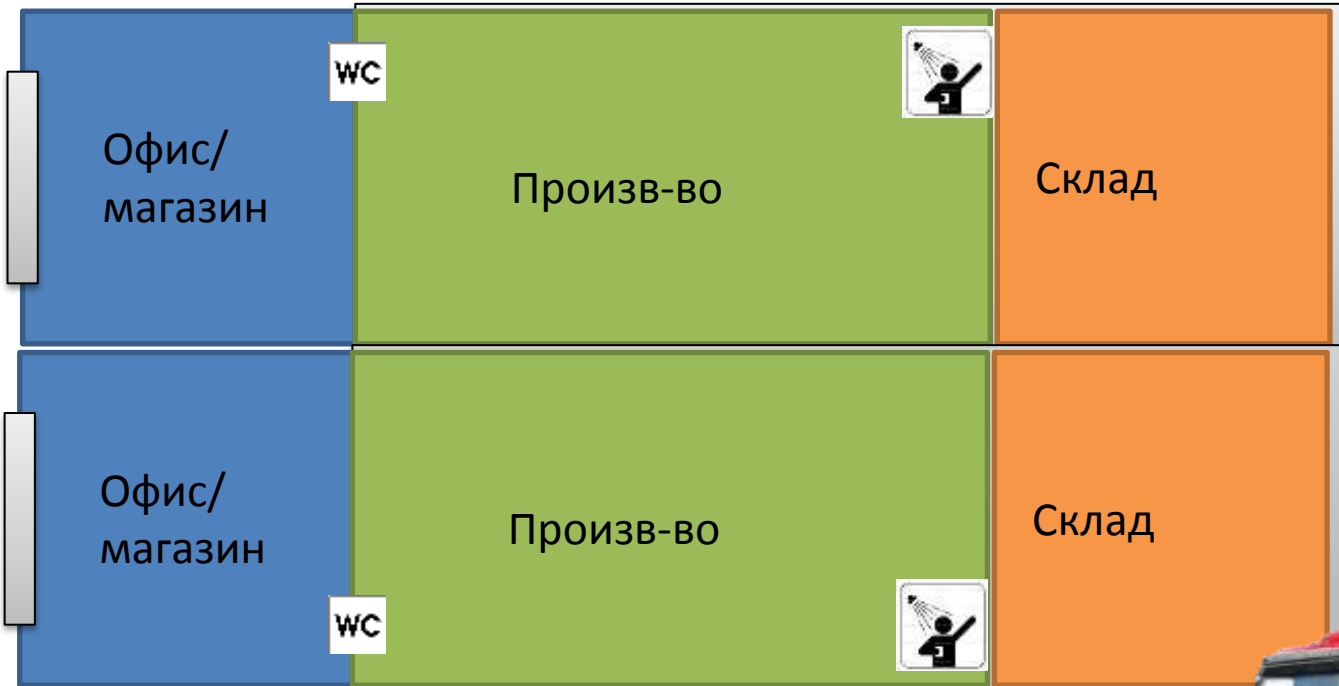 WC
Офис/
магазин
Произв-во
Склад
Офис/
магазин
Произв-во
Склад
WC